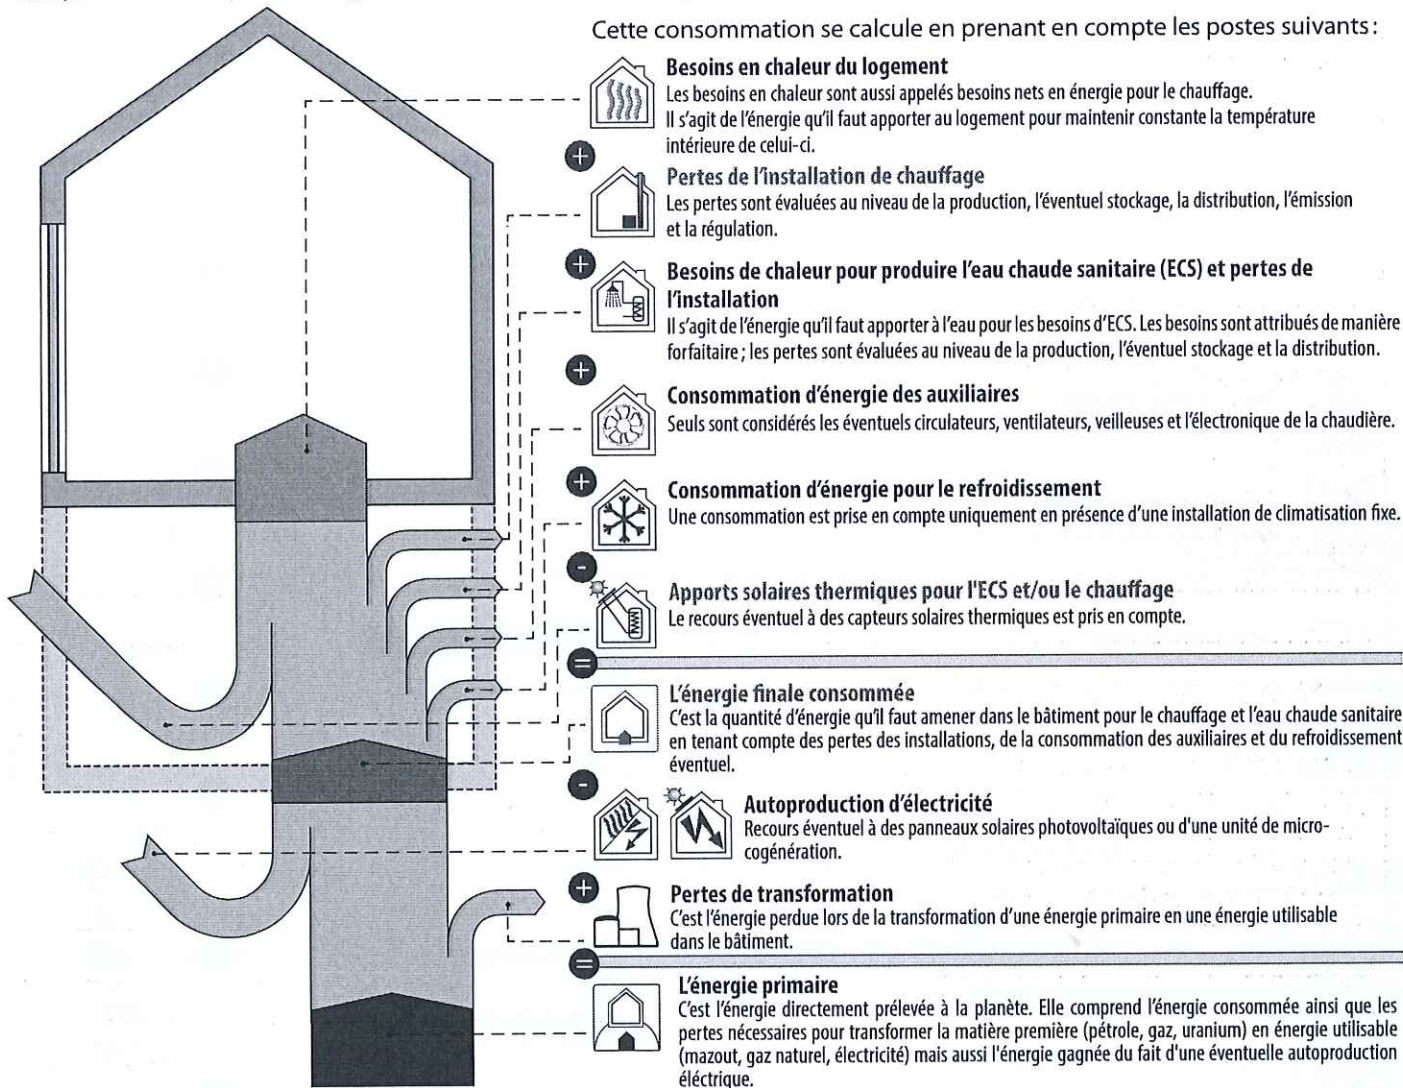 Cette consommation se calcule en prenant en compte les postes suivants :
Besoins en chaleur du logement
Les besoins en chaleur sont aussi appelés besoins nets en énergie pour le chauffage.
Il s'agit de l'énergie qu'il faut apporter au logement pour maintenir constante la température
intérieure de celui-ci.
+
Pertes de l'installation de chauffage
Les pertes sont évaluées au niveau de la production, l'éventuel stockage, la distribution, l'émission
et la régulation.
+
Besoins de chaleur pour produire l'eau chaude sanitaire (ECS) et pertes de
l'installation
Il s'agit de l'énergie qu'il faut apporter à l'eau pour les besoins d'ECS. Les besoins sont attribués de manière
forfaitaire ; les pertes sont évaluées au niveau de la production, l'éventuel stockage et la distribution.
+
Consommation d'énergie des auxiliaires
Seuls sont considérés les éventuels circulateurs, ventilateurs, veilleuses et l'électronique de la chaudière.
+
Consommation d'énergie pour le refroidissement
Une consommation est prise en compte uniquement en présence d'une installation de climatisation fixe.
-
Apports solaires thermiques pour l'ECS et/ou le chauffage
Le recours éventuel à des capteurs solaires thermiques est pris en compte.
=
L'énergie finale consommée
C'est la quantité d'énergie qu'il faut amener dans le bâtiment pour le chauffage et l'eau chaude sanitaire
en tenant compte des pertes des installations, de la consommation des auxiliaires et du refroidissement
éventuel.
-
Autoproduction d'électricité
Recours éventuel à des panneaux solaires photovoltaïques ou d'une unité de micro-
cogénération.
+
Pertes de transformation
C'est l'énergie perdue lors de la transformation d'une énergie primaire en une énergie utilisable
dans le bâtiment.
=
L'énergie primaire
C'est l'énergie directement prélevée à la planète. Elle comprend l'énergie consommée ainsi que les
pertes nécessaires pour transformer la matière première (pétrole, gaz, uranium) en énergie utilisable
(mazout, gaz naturel, électricité) mais aussi l'énergie gagnée du fait d'une éventuelle autoproduction
éléctrique.